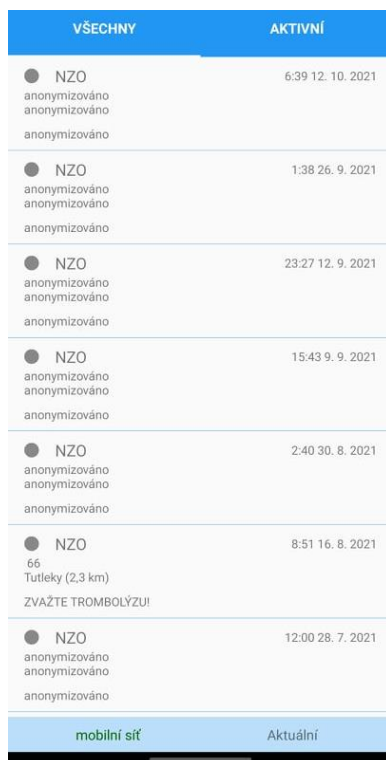 VŠECHNY AKTIVNÍ
NZO 6:39 12. 10. 2021
anonymizováno
anonymizováno
anonymizováno
NZO 1:38 26. 9. 2021
anonymizováno
anonymizováno
anonymizováno
NZO 23:27 12. 9. 2021
anonymizováno
anonymizováno
anonymizováno
NZO 15:43 9. 9. 2021
anonymizováno
anonymizováno
anonymizováno
NZO 2:40 30. 8. 2021
anonymizováno
anonymizováno
anonymizováno
NZO 8:51 16. 8. 2021
66
Tutleky (2,3 km)
ZVAŽTE TROMBOLÝZU!
NZO 12:00 28. 7. 2021
anonymizováno
anonymizováno
anonymizováno
mobilní síť Aktuální